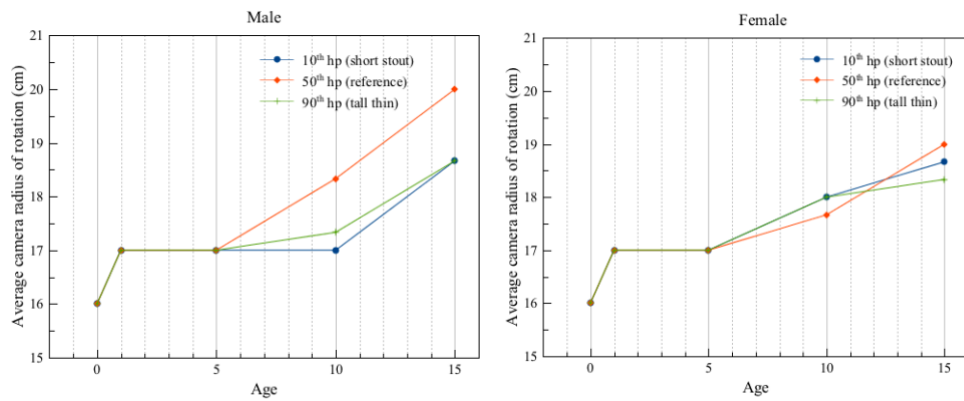 Male
21
20
19
18
17
16
15
Average camera radius of rotation (cm)
10th hp (short stout)
50th hp (reference)
90th hp (tall thin)
0
5
10
15
Age
Female
21
20
19
18
17
16
15
Average camera radius of rotation (cm)
10th hp (short stout)
50th hp (reference)
90th hp (tall thin)
0
5
10
15
Age